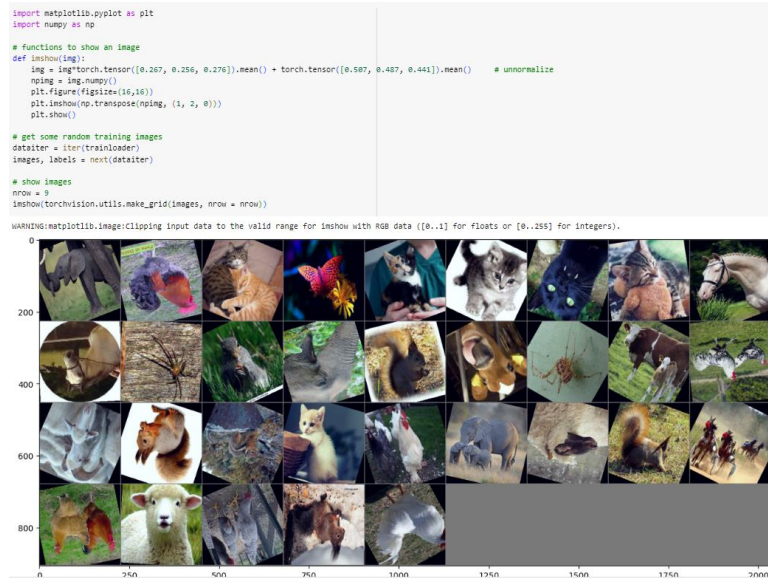 import matplotlib.pyplot as plt
import numpy as np
# functions to show an image
def imshow(img):
    img = img*torch.tensor([0.267, 0.256, 0.276]).mean() + torch.tensor([0.507, 0.487, 0.441]).mean()     # unnormalize
    npimg = img.numpy()
    plt.figure(figsize=(16,16))
    plt.imshow(np.transpose(npimg, (1, 2, 0)))
    plt.show()
# get some random training images
dataiter = iter(trainloader)
images, labels = next(dataiter)
# show images
nrow = 9
imshow(torchvision.utils.make_grid(images, nrow = nrow))
WARNING:matplotlib.image:Clipping input data to the valid range for imshow with RGB data ([0..1] for floats or [0..255] for integers).
0
200
400
600
800
0 250 500 750 1000 1250 1500 1750 2000